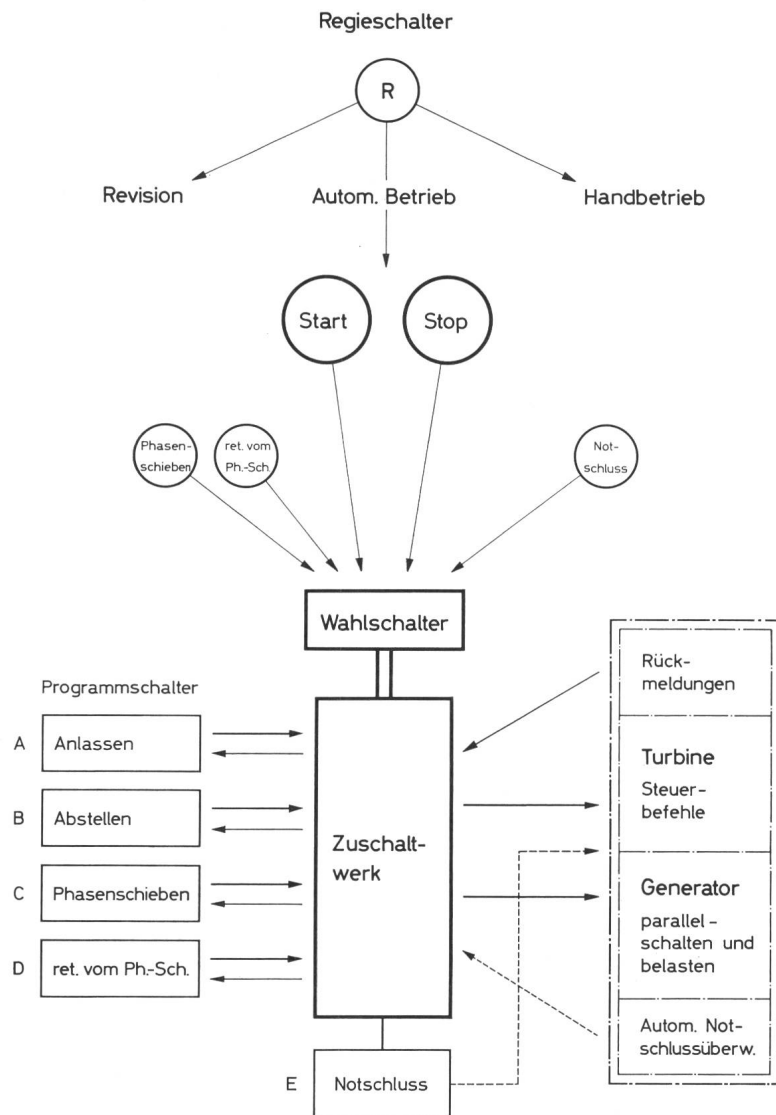 Regieschalter
R
Revision
Autom. Betrieb
Handbetrieb
Start
Stop
Phasen-
schieben
ret. vom
Ph.-Sch.
Not-
schluss
Wahlschalter
Programmschalter
A
Anlassen
B
Abstellen
C
Phasenschieben
D
ret. vom Ph.-Sch.
Zuschalt-
werk
E
Notschluss
Rück-
meldungen
Turbine
Steuer-
befehle
Generator
parallel-
schalten und
belasten
Autom. Not-
schlussüberw.